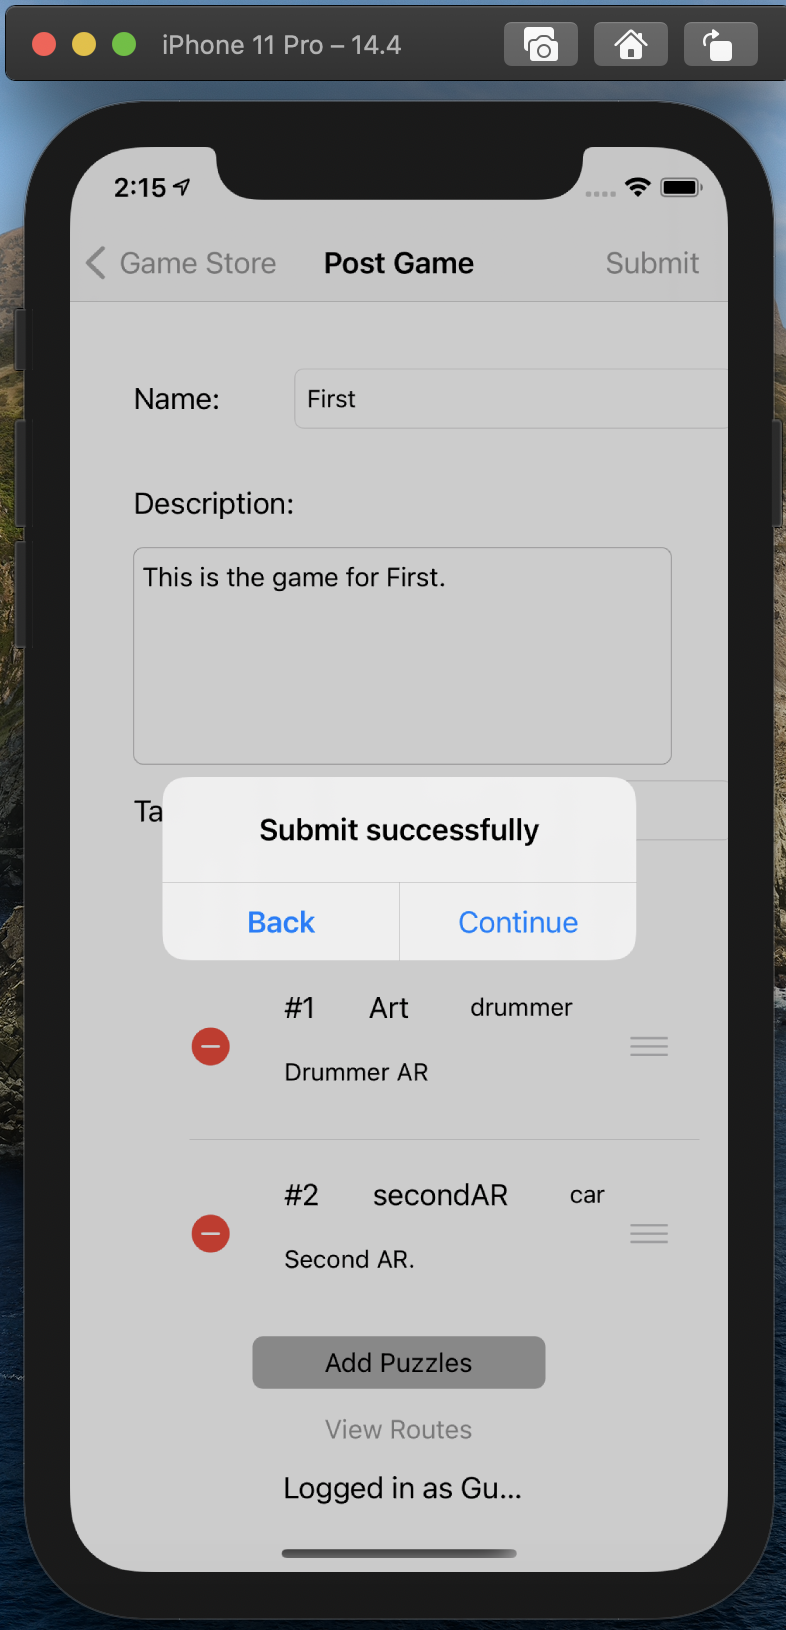 iPhone 11 Pro – 14.4
2:15
Game Store Post Game Submit
Name: First
Description:
This is the game for First.
Ta
Submit successfully
Back Continue
#1 Art drummer
Drummer AR
#2 secondAR car
Second AR.
Add Puzzles
View Routes
Logged in as Gu...